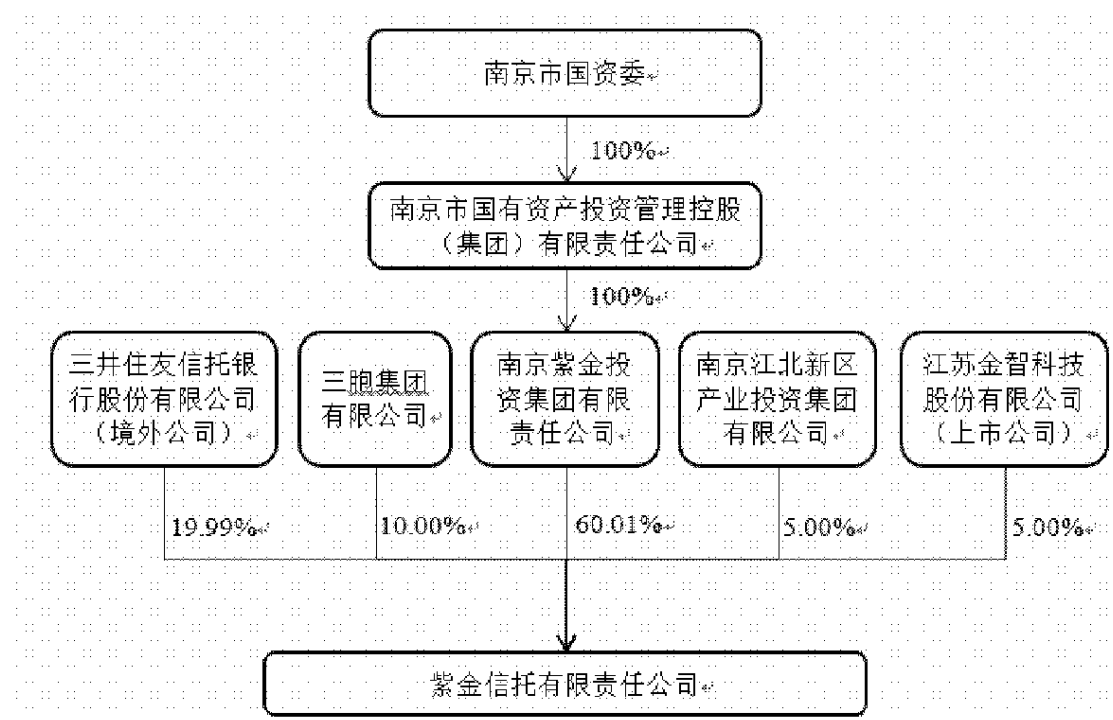 南京市国资委
100%
南京市国有资产投资管理控股
（集团）有限责任公司
100%
三井住友信托银
行股份有限公司
（境外公司）
三胞集团
有限公司
南京紫金投
资集团有限
责任公司
南京江北新区
产业投资集团
有限公司
江苏金智科技
股份有限公司
（上市公司）
19.99%
10.00%
60.01%
5.00%
5.00%
紫金信托有限责任公司